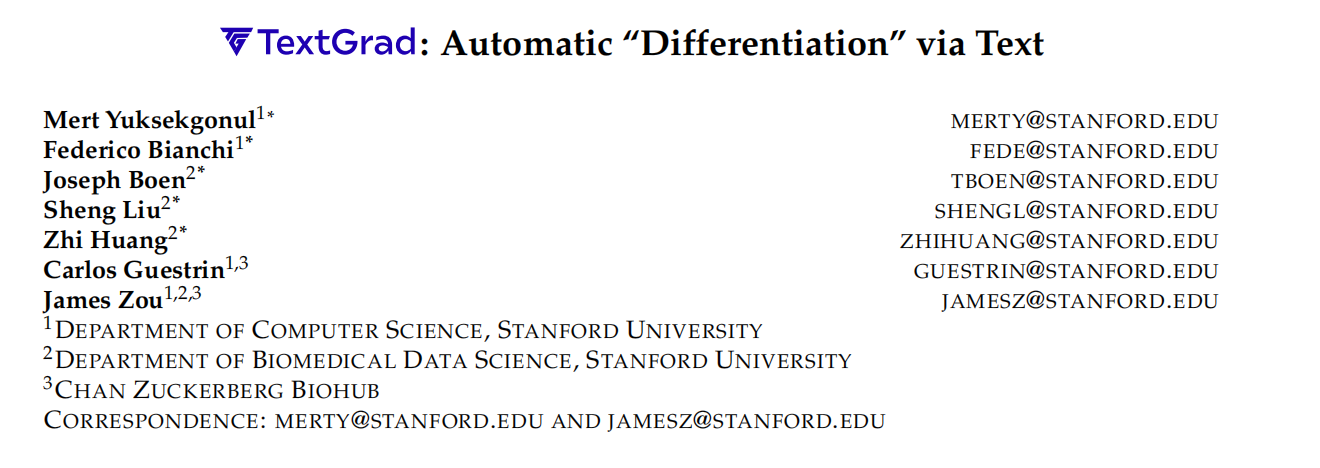 TextGrad: Automatic “Differentiation” via Text
Mert Yuksekgonul1* MERTY@STANFORD.EDU
Federico Bianchi1* FEDE@STANFORD.EDU
Joseph Boen2* TBOEN@STANFORD.EDU
Sheng Liu2* SHENGL@STANFORD.EDU
Zhi Huang2* ZHIHUANG@STANFORD.EDU
Carlos Guestrin1,3 GUESTRIN@STANFORD.EDU
James Zou1,2,3 JAMESZ@STANFORD.EDU
1DEPARTMENT OF COMPUTER SCIENCE, STANFORD UNIVERSITY
2DEPARTMENT OF BIOMEDICAL DATA SCIENCE, STANFORD UNIVERSITY
3CHAN ZUCKERBERG BIOHUB
CORRESPONDENCE: MERTY@STANFORD.EDU AND JAMESZ@STANFORD.EDU